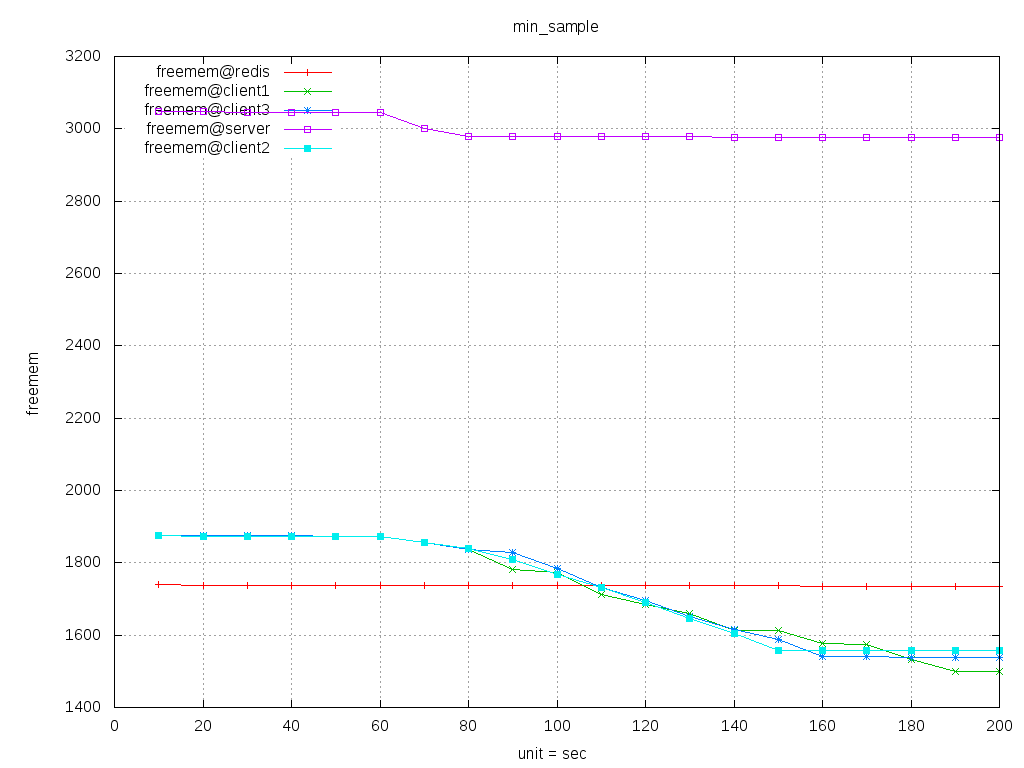 min_sample
3200
3000
2800
2600
2400
2200
2000
1800
1600
1400
freemem
freemem@redis
freemem@client1
freemem@client3
freemem@server
freemem@client2
0 20 40 60 80 100 120 140 160 180 200
unit = sec